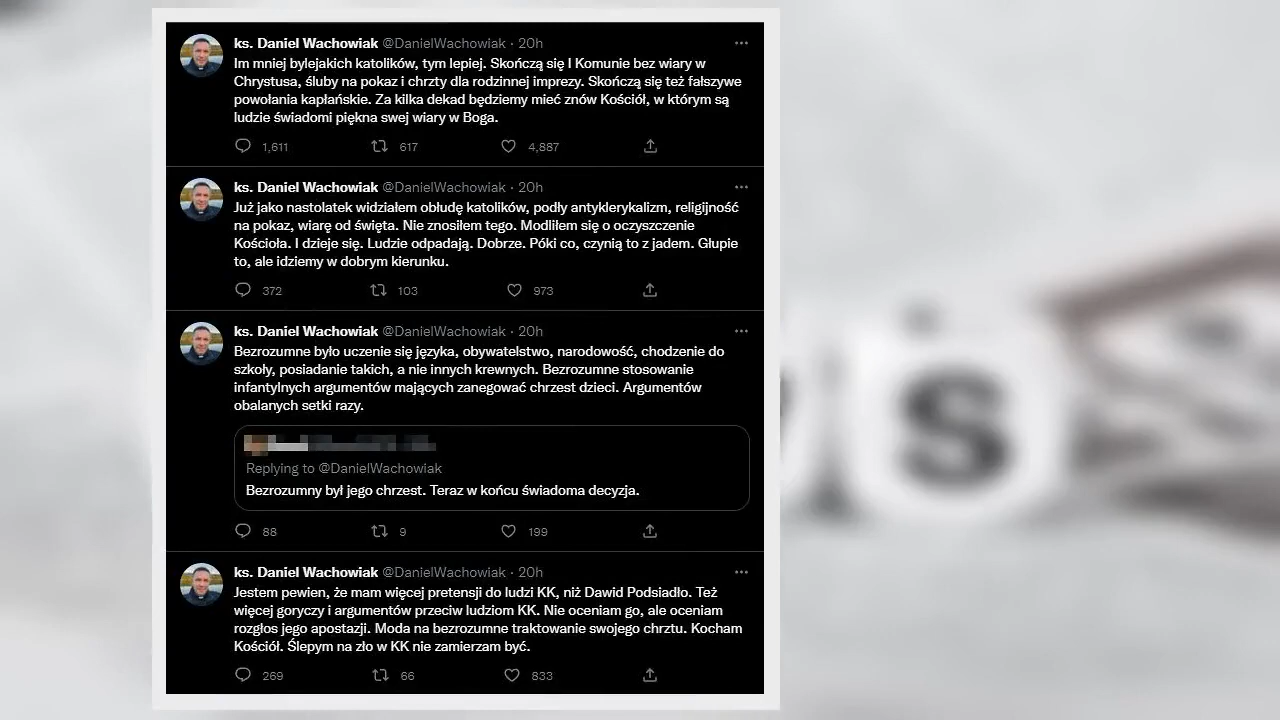 ks. Daniel Wachowiak @DanielWachowiak · 20h
Im mniej bylejakich katolików, tym lepiej. Skończą się I Komunie bez wiary w
Chrystusa, śluby na pokaz i chrzty dla rodzinnej imprezy. Skończą się też fałszywe
powołania kapłańskie. Za kilka dekad będziemy mieć znów Kościół, w którym są
ludzie świadomi piękna swej wiary w Boga.
1,611 617 4,887
ks. Daniel Wachowiak @DanielWachowiak · 20h
Już jako nastolatek widziałem obłudę katolików, podły antyklerykalizm, religijność
na pokaz, wiarę od święta. Nie znosiłem tego. Modliłem się o oczyszczenie
Kościoła. I dzieje się. Ludzie odpadają. Dobrze. Póki co, czynią to z jadem. Głupie
to, ale idziemy w dobrym kierunku.
372 103 973
ks. Daniel Wachowiak @DanielWachowiak · 20h
Bezrozumne było uczenie się języka, obywatelstwo, narodowość, chodzenie do
szkoły, posiadanie takich, a nie innych krewnych. Bezrozumne stosowanie
infantylnych argumentów mających zanegować chrzest dzieci. Argumentów
obalanych setki razy.
Replying to @DanielWachowiak
Bezrozumny był jego chrzest. Teraz w końcu świadoma decyzja.
88 9 199
ks. Daniel Wachowiak @DanielWachowiak · 20h
Jestem pewien, że mam więcej pretensji do ludzi KK, niż Dawid Podsiadło. Też
więcej goryczy i argumentów przeciw ludziom KK. Nie oceniam go, ale oceniam
rozgłos jego apostazji. Moda na bezrozumne traktowanie swojego chrztu. Kocham
Kościół. Ślepym na zło w KK nie zamierzam być.
269 66 833
s